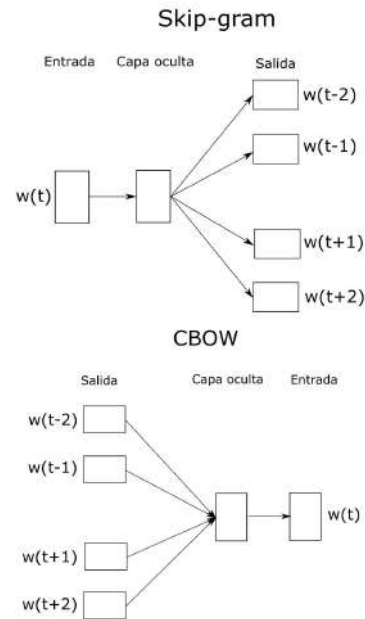 Skip-gram
Entrada Capa oculta Salida
w(t-2)
w(t-1)
w(t)
w(t+1)
w(t+2)
CBOW
Salida Capa oculta Entrada
w(t-2)
w(t-1)
w(t)
w(t+1)
w(t+2)